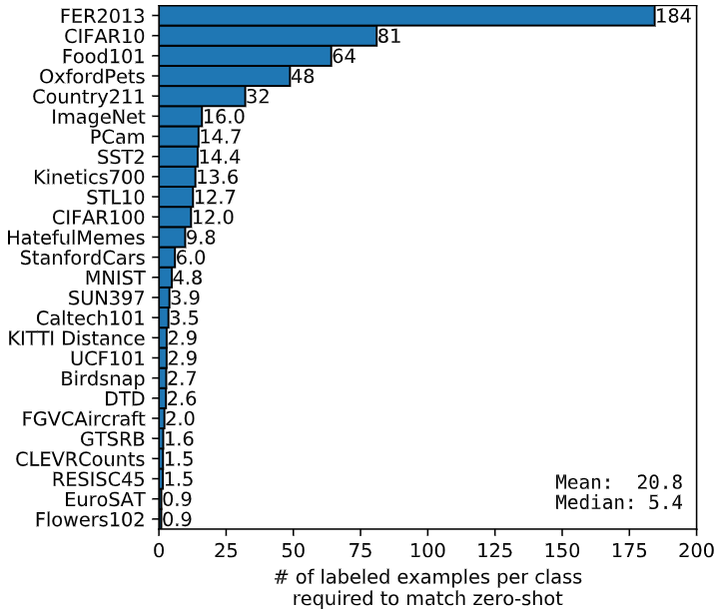 FER2013 184
CIFAR10 81
Food101 64
OxfordPets 48
Country211 32
ImageNet 16.0
PCam 14.7
SST2 14.4
Kinetics700 13.6
STL10 12.7
CIFAR100 12.0
HatefulMemes 9.8
StanfordCars 6.0
MNIST 4.8
SUN397 3.9
Caltech101 3.5
KITTI Distance 2.9
UCF101 2.9
Birdsnap 2.7
DTD 2.6
FGVCAircraft 2.0
GTSRB 1.6
CLEVRCounts 1.5
RESISC45 1.5
EuroSAT 0.9
Flowers102 0.9
Mean: 20.8
Median: 5.4
0 25 50 75 100 125 150 175 200
# of labeled examples per class
required to match zero-shot